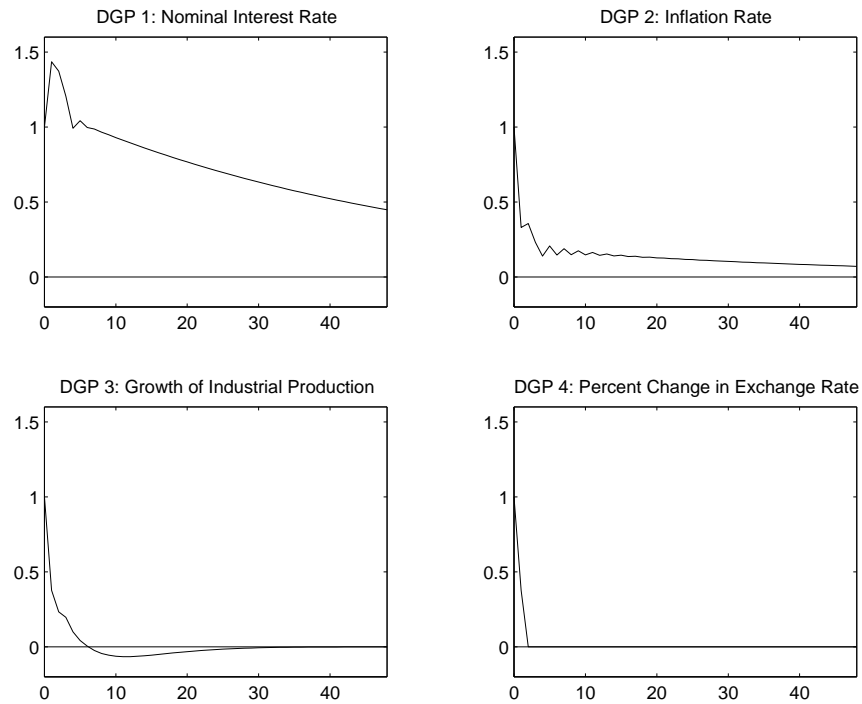 DGP 1: Nominal Interest Rate
1.5
1
0.5
0
0 10 20 30 40
DGP 2: Inflation Rate
1.5
1
0.5
0
0 10 20 30 40
DGP 3: Growth of Industrial Production
1.5
1
0.5
0
0 10 20 30 40
DGP 4: Percent Change in Exchange Rate
1.5
1
0.5
0
0 10 20 30 40